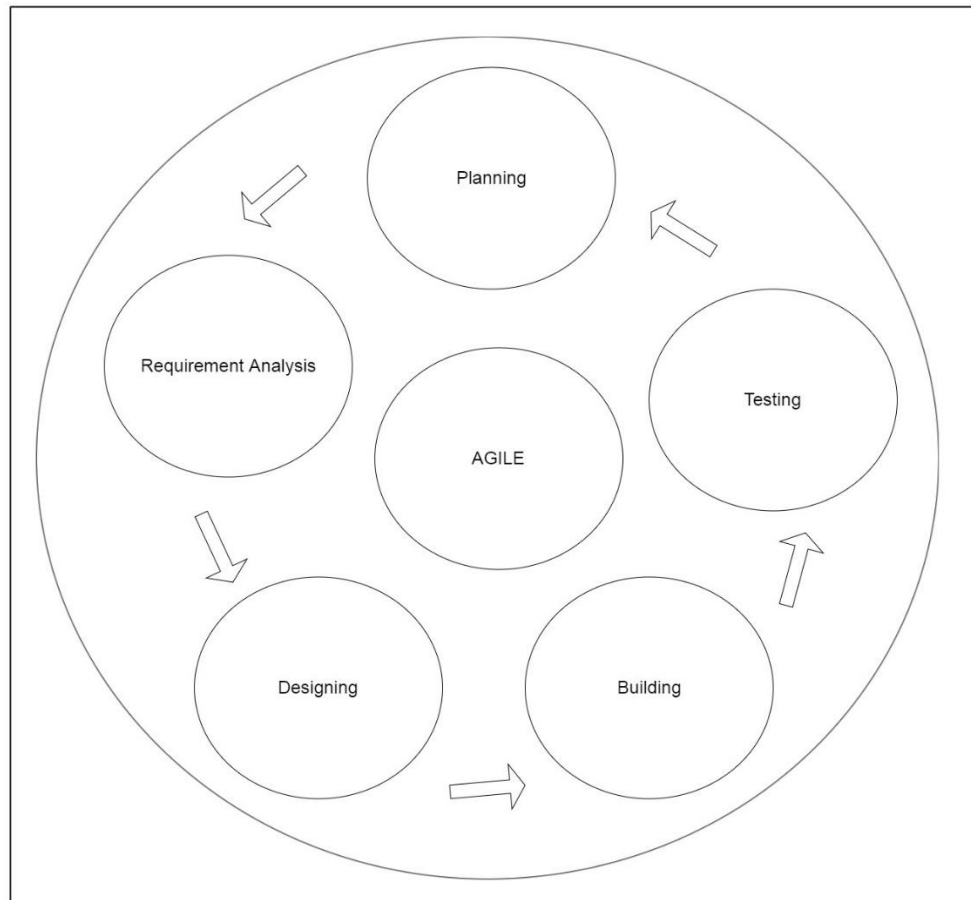 Planning
Requirement Analysis
Testing
AGILE
Designing
Building